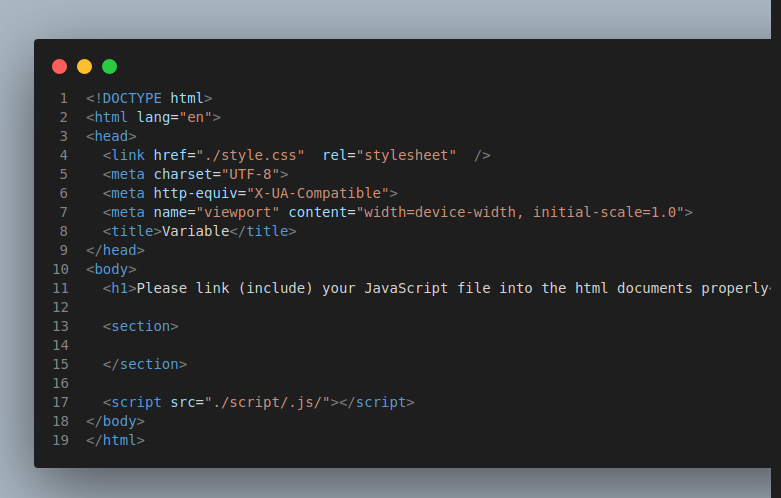 1 <!DOCTYPE html>
2 <html lang="en">
3 <head>
4   <link href="./style.css"  rel="stylesheet"  />
5   <meta charset="UTF-8">
6   <meta http-equiv="X-UA-Compatible">
7   <meta name="viewport" content="width=device-width, initial-scale=1.0">
8   <title>Variable</title>
9 </head>
10 <body>
11   <h1>Please link (include) your JavaScript file into the html documents properly
12
13   <section>
14
15   </section>
16
17   <script src="./script/.js/"></script>
18 </body>
19 </html>